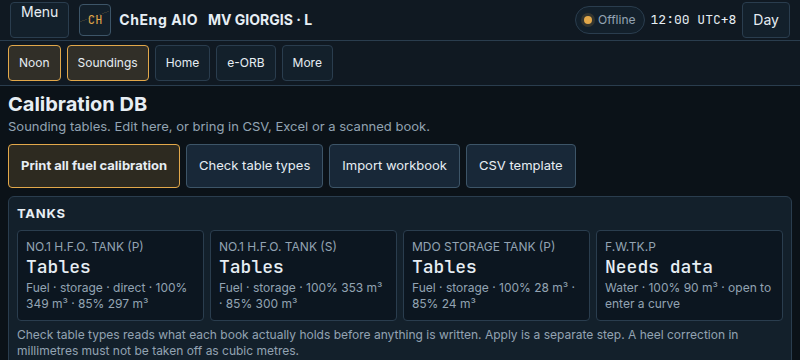 Menu CH ChEng AIO MV GIORGIS · L Offline 12:00 UTC+8 Day
Noon Soundings Home e-ORB More
Calibration DB
Sounding tables. Edit here, or bring in CSV, Excel or a scanned book.
Print all fuel calibration Check table types Import workbook CSV template
TANKS
NO.1 H.F.O. TANK (P)
Tables
Fuel · storage · direct · 100%
349 m³ · 85% 297 m³
NO.1 H.F.O. TANK (S)
Tables
Fuel · storage · 100% 353 m³
· 85% 300 m³
MDO STORAGE TANK (P)
Tables
Fuel · storage · 100% 28 m³ ·
85% 24 m³
F.W.TK.P
Needs data
Water · 100% 90 m³ · open to
enter a curve
Check table types reads what each book actually holds before anything is written. Apply is a separate step. A heel correction in
millimetres must not be taken off as cubic metres.